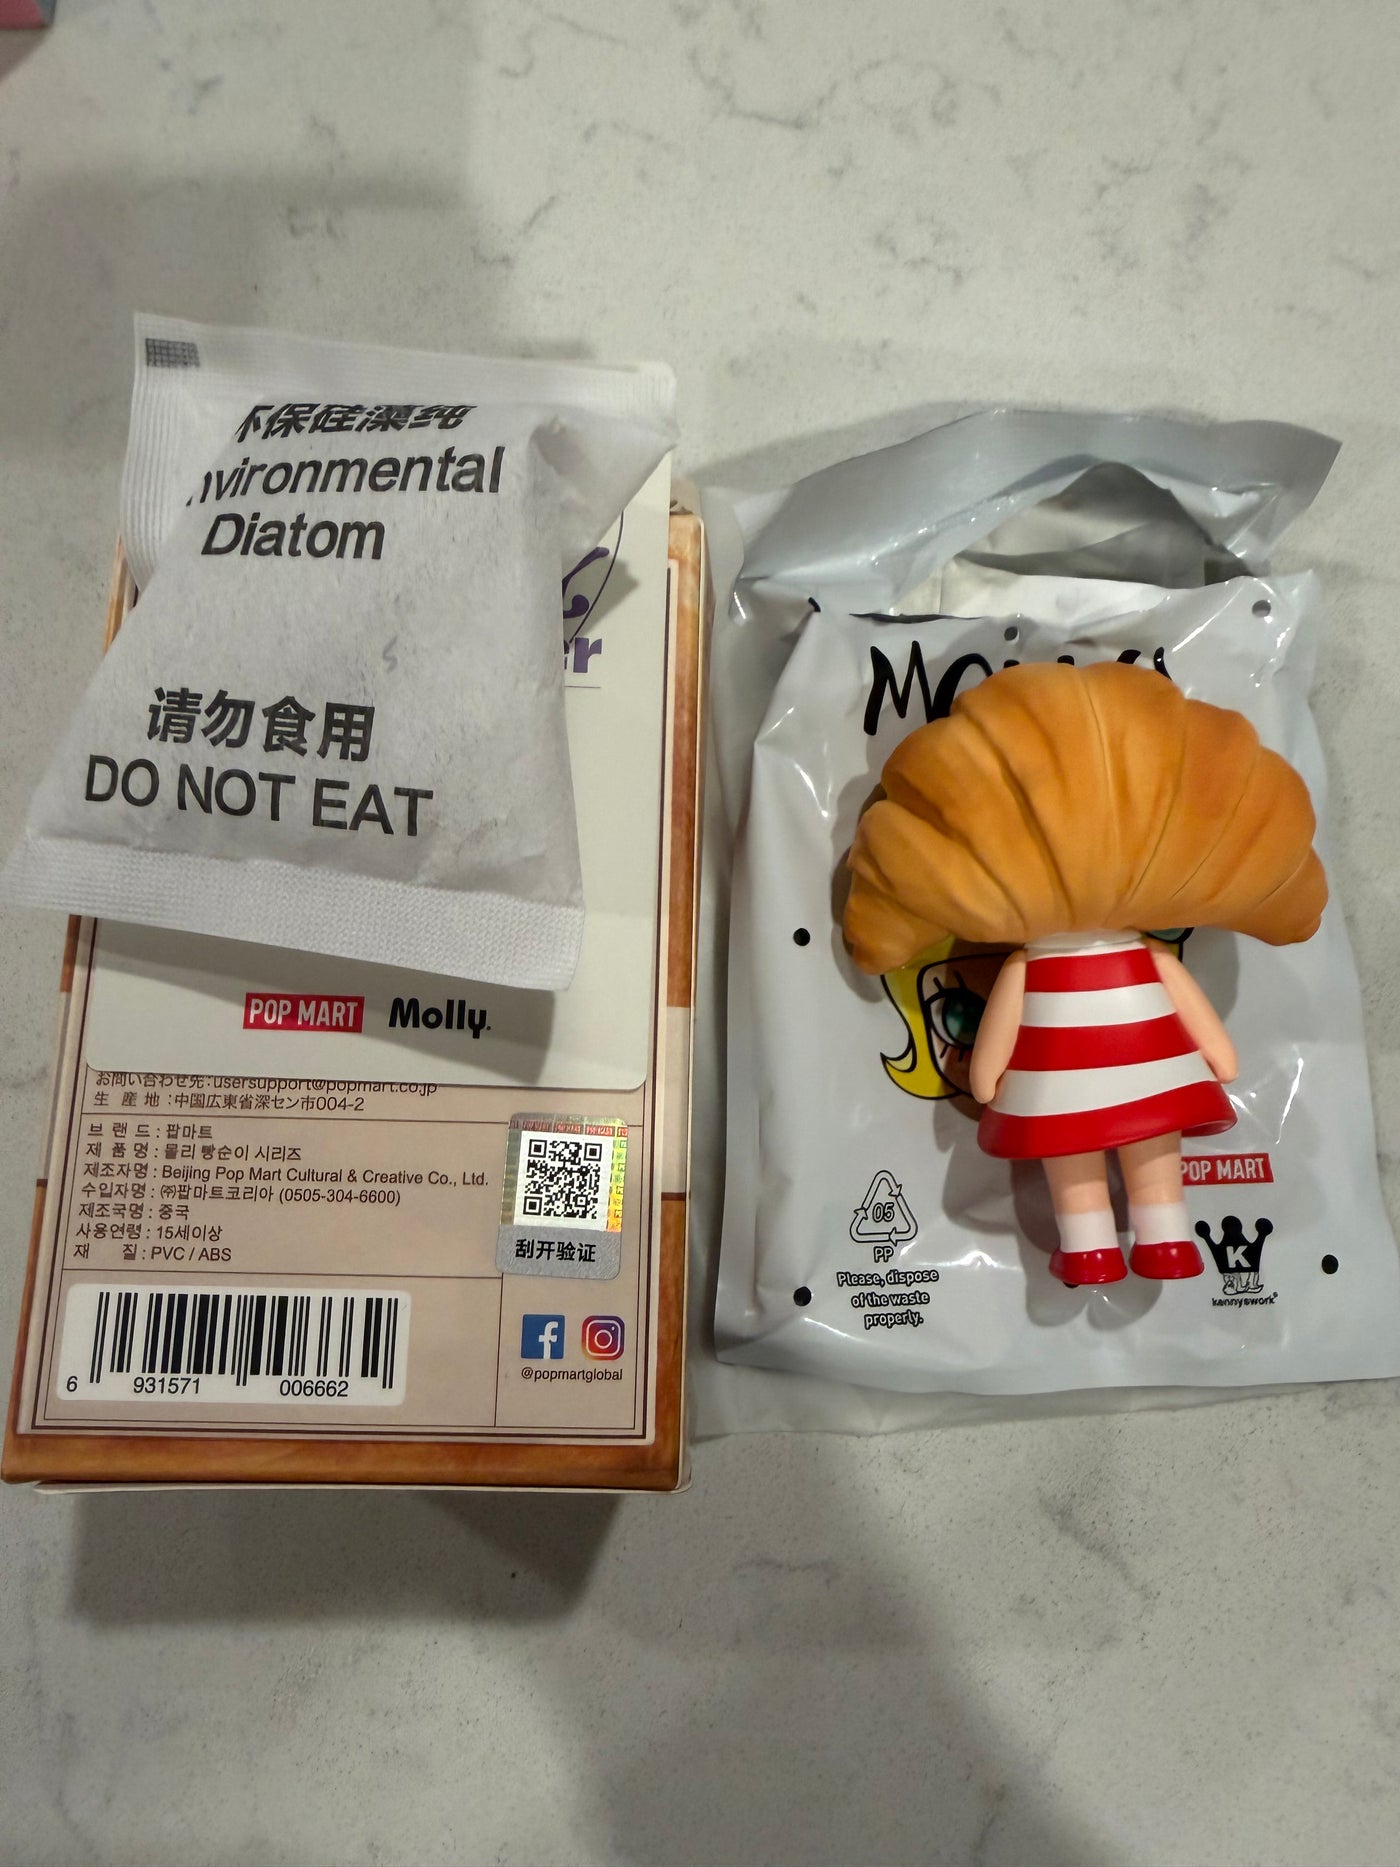 保硅藻纯
nvironmental
Diatom
请勿食用
DO NOT EAT
er
POP MART Molly.
お問い合わせ先:usersupport@popmart.co.jp
生 産 地 :中国広東省深セン市004-2
브 랜 드 : 팝마트
제 품 명 : 몰리 빵순이 시리즈
제조자명 : Beijing Pop Mart Cultural & Creative Co., Ltd.
수입자명 : ㈜팝마트코리아 (0505-304-6600)
제조국명 : 중국
사용연령 : 15세이상
재 질 : PVC / ABS
刮开验证
6 931571 006662
@popmartglobal
MOLLY
POP MART
05
PP
Please, dispose
of the waste
properly.
K
kennyswork